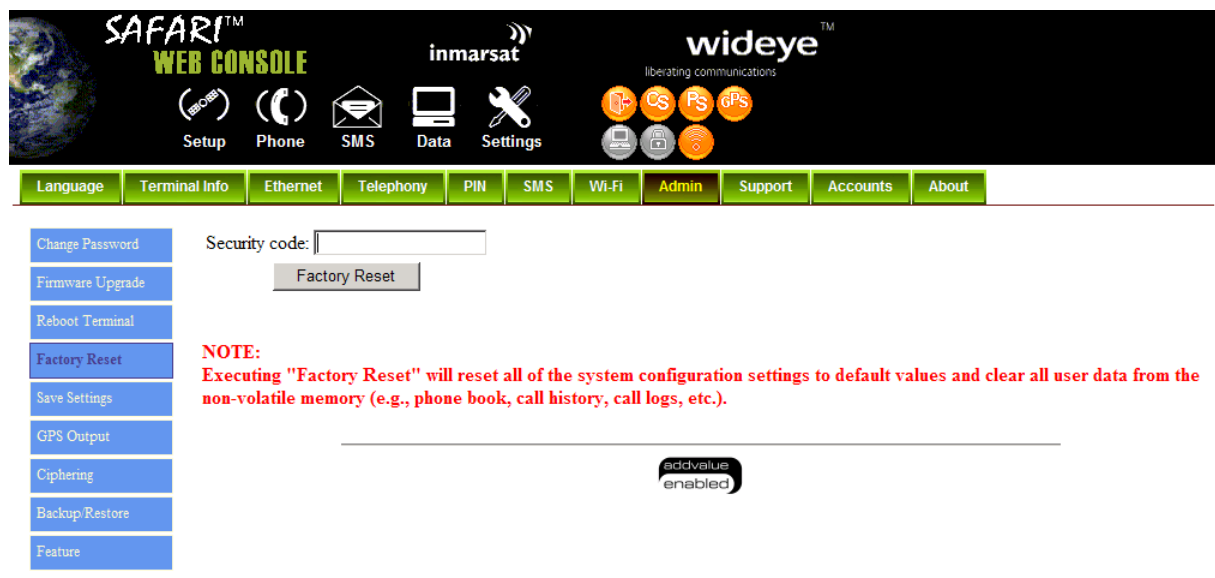 SAFARI™
WEB CONSOLE
inmarsat
wideye™
liberating communications
CS PS GPS
Setup Phone SMS Data Settings
Language Terminal Info Ethernet Telephony PIN SMS Wi-Fi Admin Support Accounts About
Change Password
Firmware Upgrade
Reboot Terminal
Factory Reset
Save Settings
GPS Output
Ciphering
Backup/Restore
Feature
Security code:
Factory Reset
NOTE:
Executing "Factory Reset" will reset all of the system configuration settings to default values and clear all user data from the
non-volatile memory (e.g., phone book, call history, call logs, etc.).
addvalue
enabled